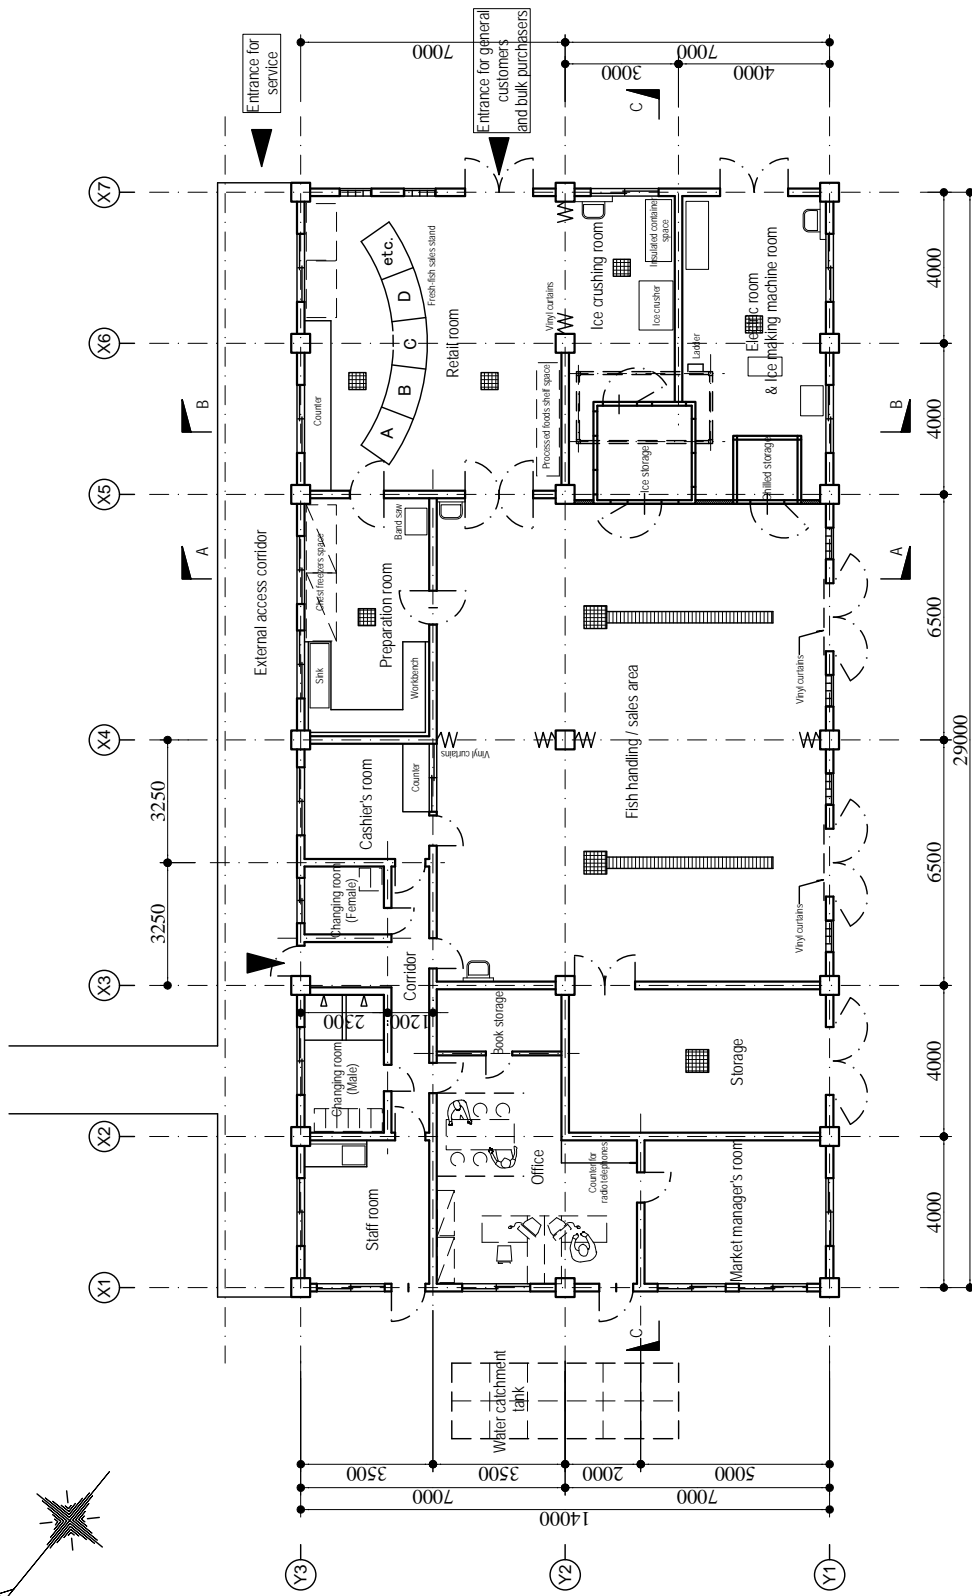 Entrance for
service
Entrance for general
customers
and bulk purchasers
7000
7000
3000
4000
C
X7
X6
X5
X4
X3
X2
X1
4000
4000
6500
6500
4000
4000
29000
3250
3250
B
B
A
A
External access corridor
etc.
D
C
B
A
Fresh-fish sales stand
Retail room
Counter
Vinyl curtains
Processed foods shelf space
Ice crushing room
Insulated container
space
Ice crusher
Ladder
Electric room
& Ice making machine room
Ice storage
Chilled storage
Chest freezers space
Band saw
Preparation room
Sink
Workbench
Vinyl curtains
Fish handling / sales area
Vinyl curtains
Vinyl curtains
Cashier's room
Counter
Changing room
(Female)
Corridor
2300
1200
Changing room
(Male)
Book storage
Storage
Staff room
Office
Counter for
radio telephones
Market manager's room
C
Water catchment
tank
3500
3500
2000
5000
7000
7000
14000
Y3
Y2
Y1